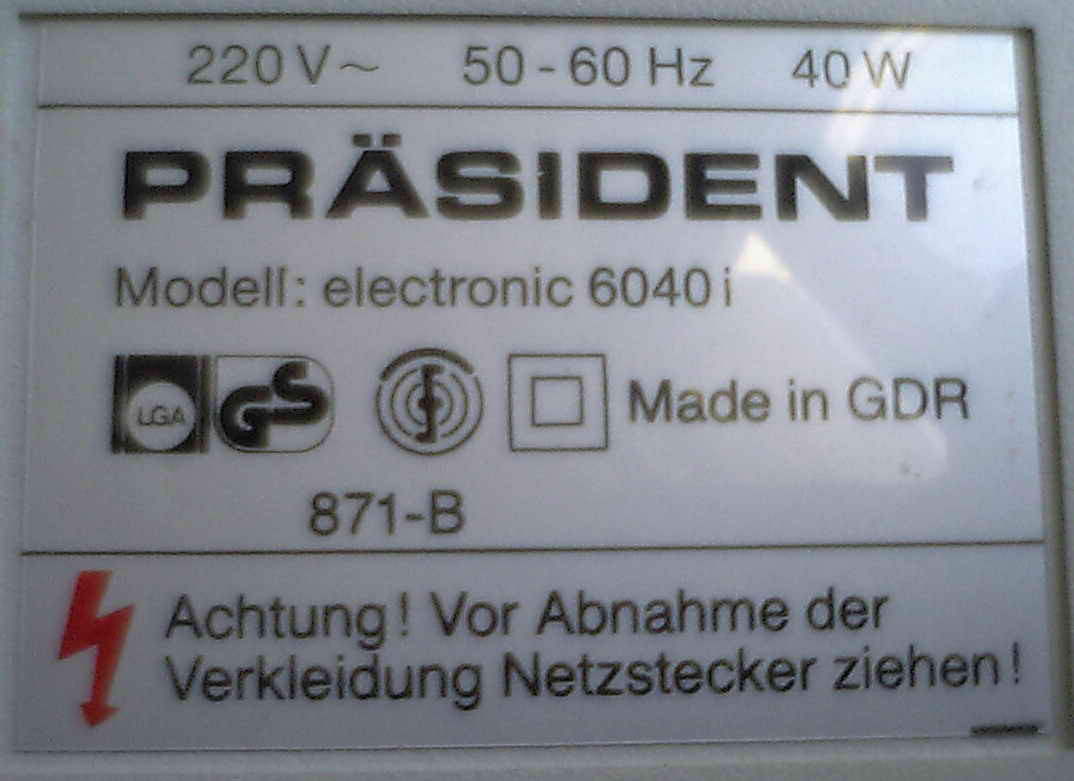 220 V ~ 50 - 60 Hz 40 W
PRÄSIDENT
Modell: electronic 6040 i
LGA GS Made in GDR
871-B
Achtung! Vor Abnahme der
Verkleidung Netzstecker ziehen!